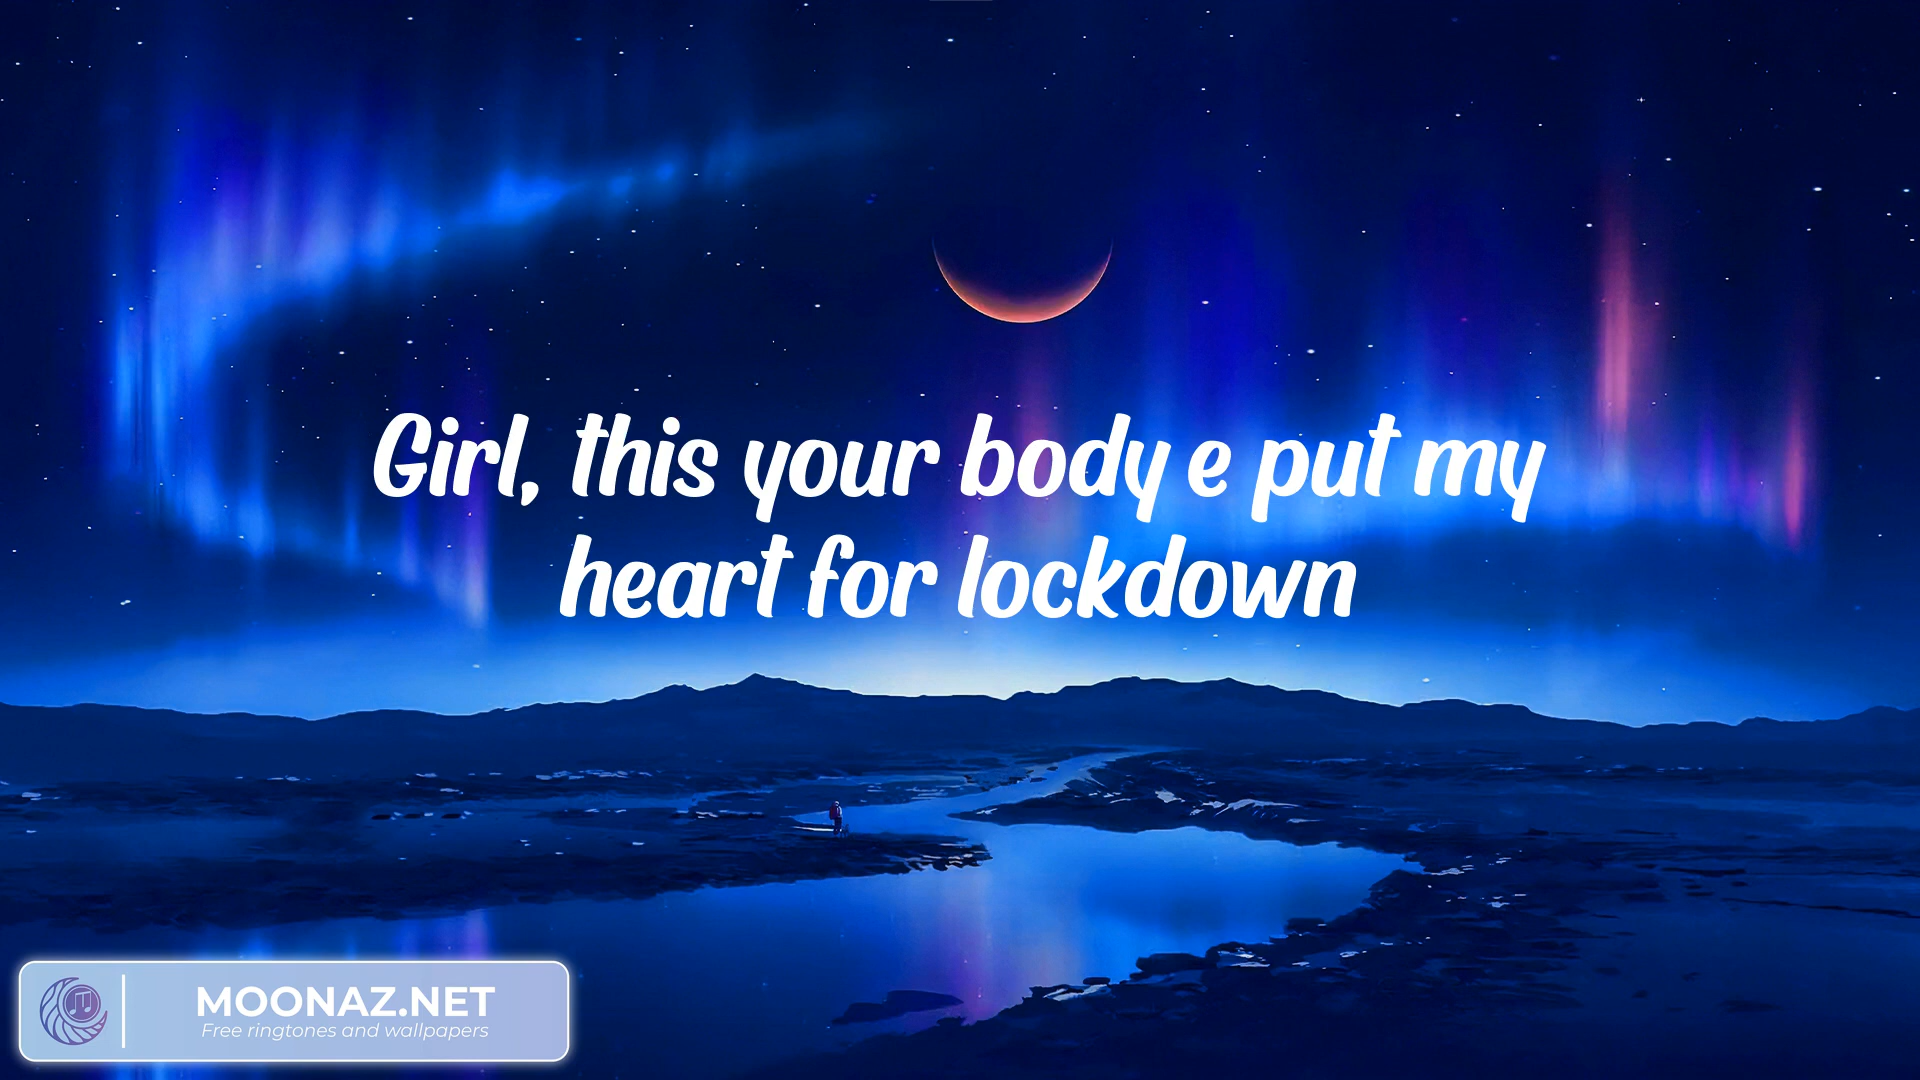 Girl, this your body e put my
heart for lockdown
MOONAZ.NET
Free ringtones and wallpapers